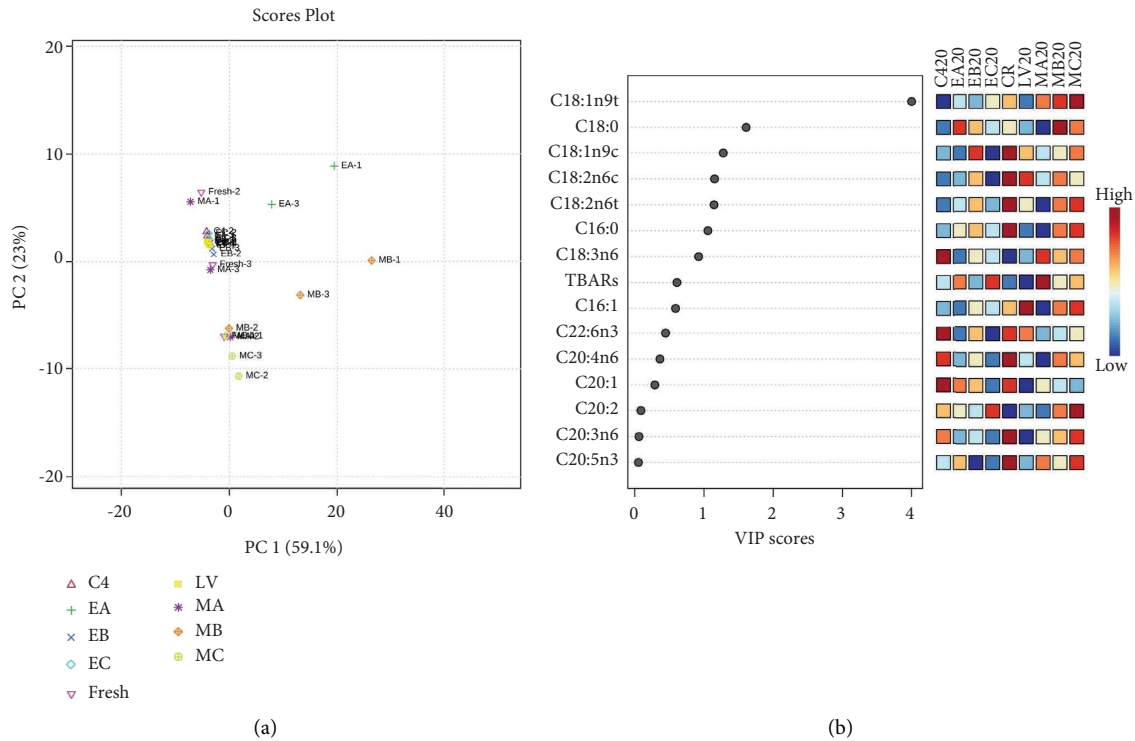 Scores Plot
20
10
0
-10
-20
PC 2 (23%)
EA-1
Fresh-2
MA-1
EA-3
C4-2
EB-2
Fresh-3
MA-3
MB-1
MB-3
MB-2
MC-3
MC-2
-20
0
20
40
PC 1 (59.1%)
C4
EA
EB
EC
Fresh
LV
MA
MB
MC
(a)
C420
EA20
EB20
EC20
CR
LV20
MA20
MB20
MC20
C18:1n9t
C18:0
C18:1n9c
C18:2n6c
C18:2n6t
C16:0
C18:3n6
TBARs
C16:1
C22:6n3
C20:4n6
C20:1
C20:2
C20:3n6
C20:5n3
0
1
2
3
4
VIP scores
High
Low
(b)